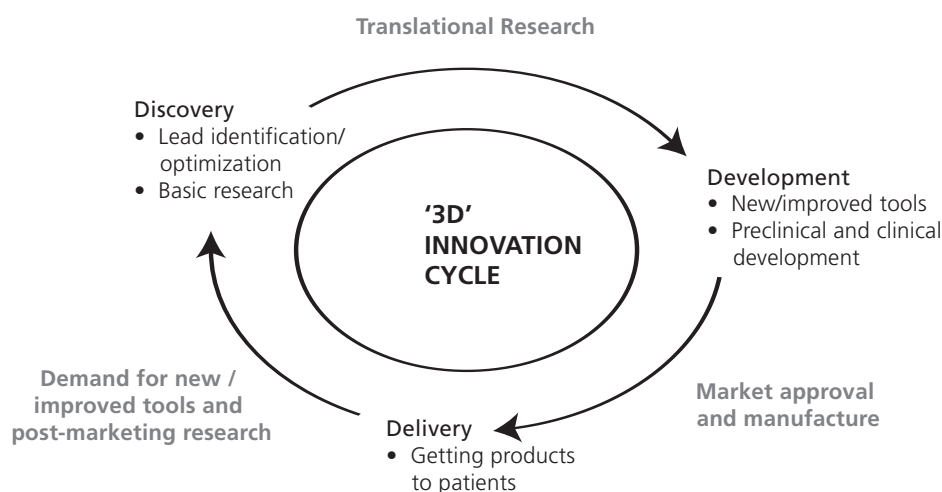 Translational Research
Discovery
• Lead identification/
optimization
• Basic research
Development
• New/improved tools
• Preclinical and clinical
development
‘3D’
INNOVATION
CYCLE
Demand for new /
improved tools and
post-marketing research
Market approval
and manufacture
Delivery
• Getting products
to patients